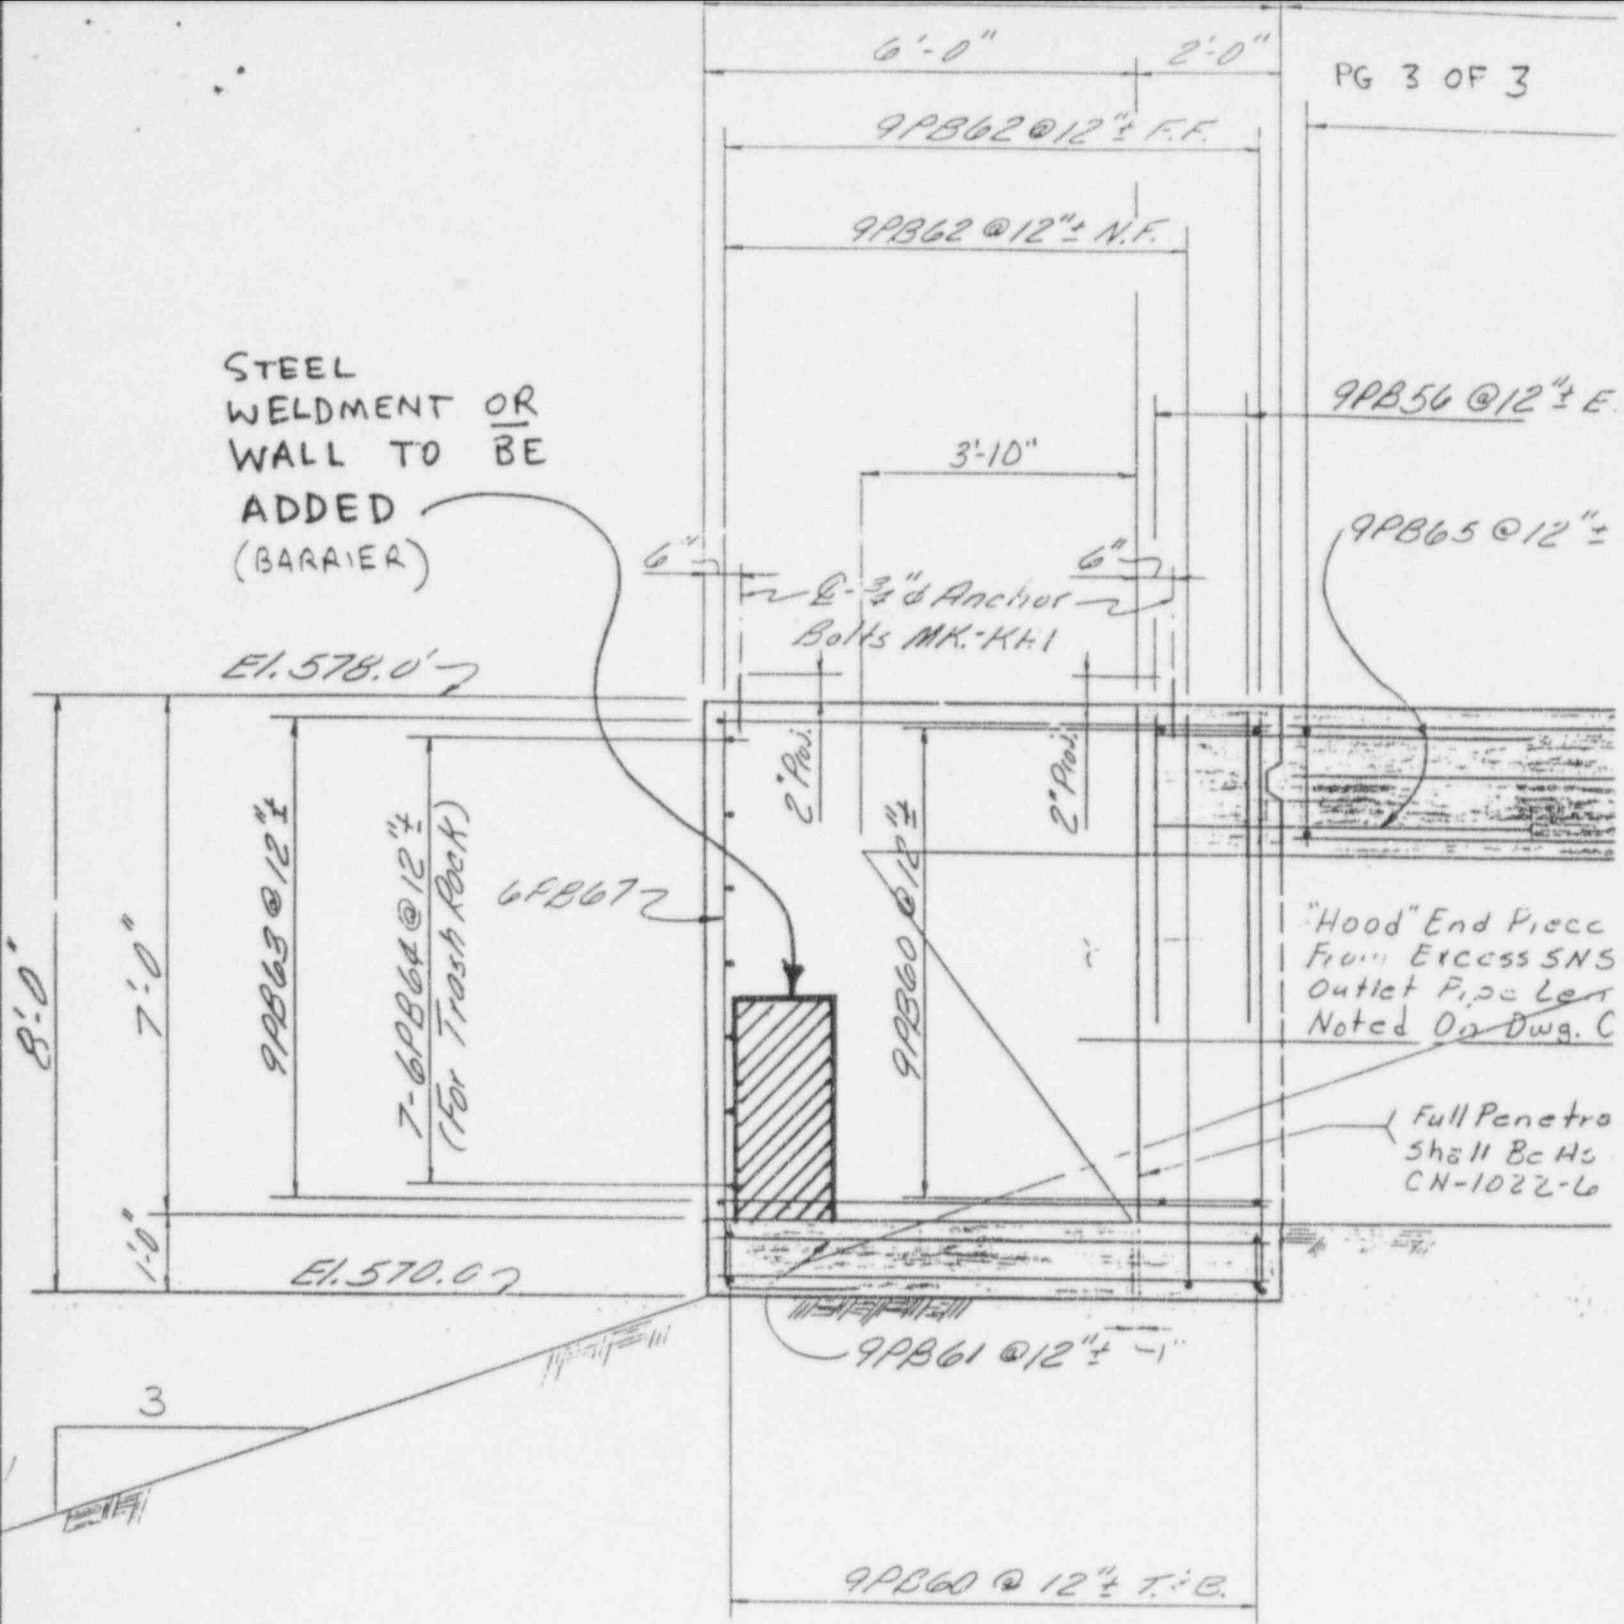 6'-0"
2'-0"
PG 3 OF 3
9PB62@12"± F.F.
9PB62 @12"± N.F.
STEEL
WELDMENT OR
WALL TO BE
ADDED
(BARRIER)
9PB56 @12"± E.
3'-10"
9PB65 @12"±
6"
6"
℄-¾"⌀ Anchor
Bolts MK.-KH1
El. 578.0'
2" Proj.
2" Proj.
8'-0"
7'-0"
9PB63 @ 12"±
7-6PB64 @ 12"±
(For Trash Rack)
6PB67
9PB60 @ 12"±
"Hood" End Piece
From Excess SNS
Outlet Pipe
Noted On Dwg. C
Full Penetra
Shall Be
CN-1022-6
1'-0"
El. 570.0
9PB61 @12"±
3
9PB60 @ 12"± T.&B.